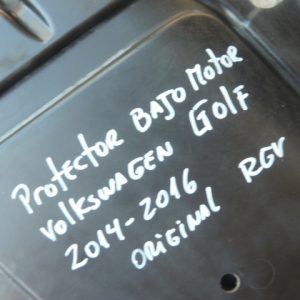 Protector BAJO Motor
Volkswagen Golf
2014-2016
original RGV